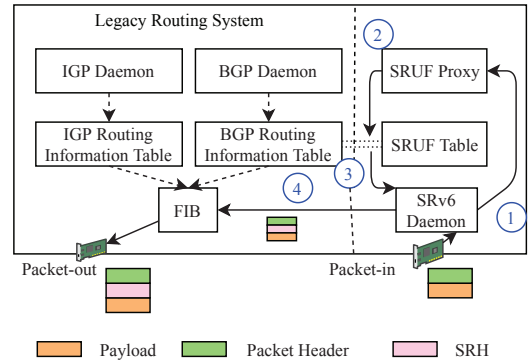 Legacy Routing System
2
IGP Daemon
BGP Daemon
SRUF Proxy
IGP Routing
Information Table
BGP Routing
Information Table
SRUF Table
3
4
FIB
SRv6
Daemon
1
Packet-out
Packet-in
Payload
Packet Header
SRH